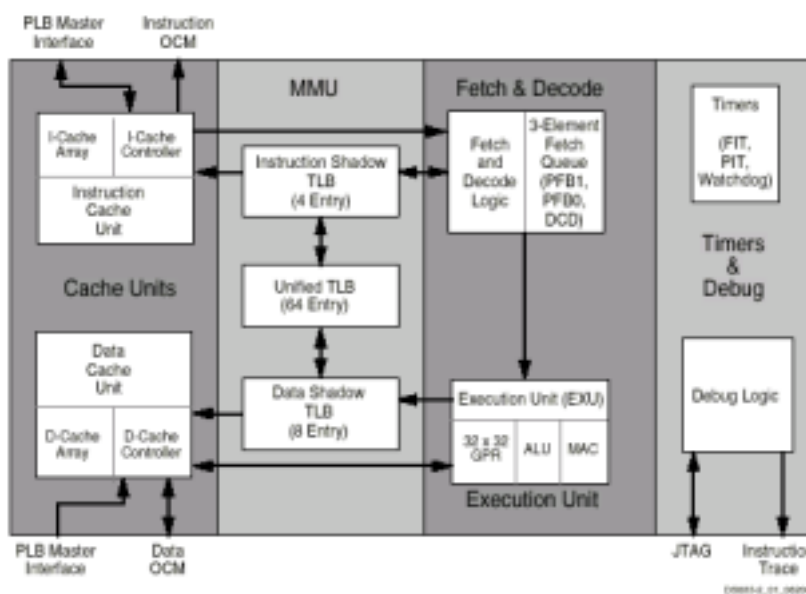 PLB Master
Interface
Instruction
OCM
MMU
Fetch & Decode
I-Cache
Array
I-Cache
Controller
Instruction
Cache
Unit
Instruction Shadow
TLB
(4 Entry)
Fetch
and
Decode
Logic
3-Element
Fetch
Queue
(PFB1,
PFB0,
DCD)
Timers
(FIT,
PIT,
Watchdog)
Cache Units
Unified TLB
(64 Entry)
Timers
&
Debug
Data
Cache
Unit
D-Cache
Array
D-Cache
Controller
Data Shadow
TLB
(8 Entry)
Execution Unit (EXU)
32 x 32
GPR
ALU
MAC
Execution Unit
Debug Logic
PLB Master
Interface
Data
OCM
JTAG
Instruction
Trace